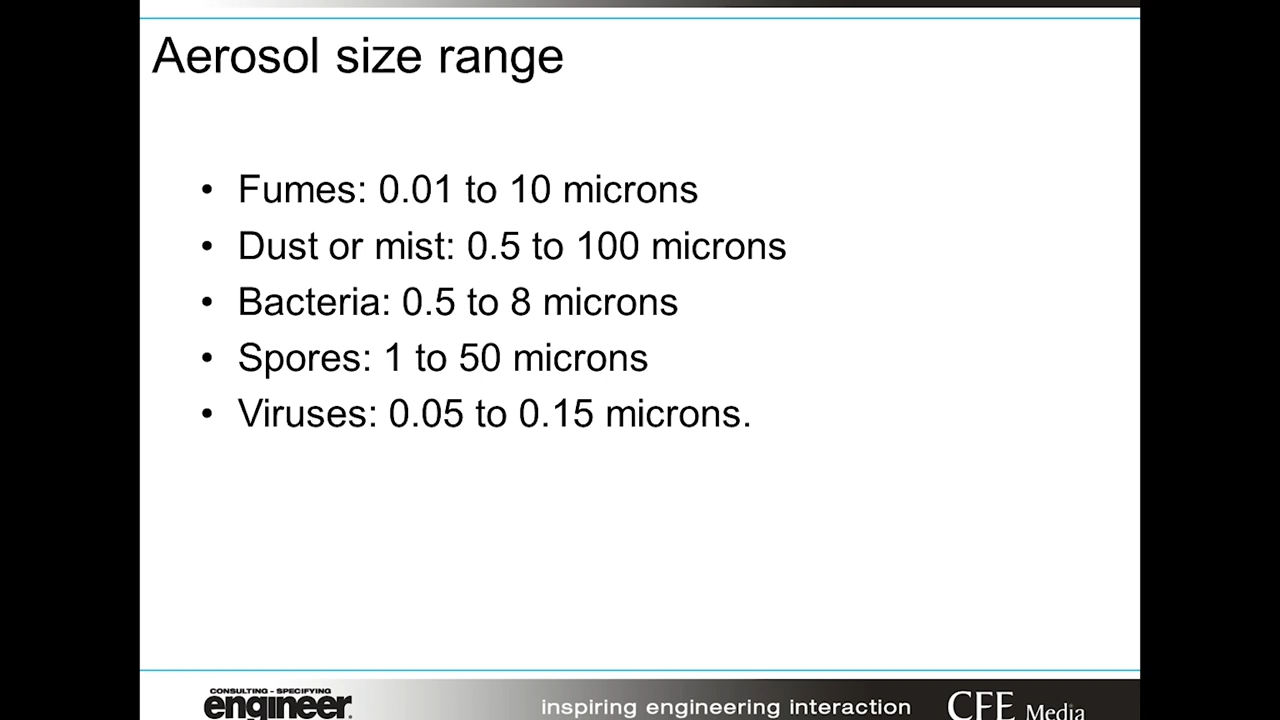 Aerosol size range
• Fumes: 0.01 to 10 microns
• Dust or mist: 0.5 to 100 microns
• Bacteria: 0.5 to 8 microns
• Spores: 1 to 50 microns
• Viruses: 0.05 to 0.15 microns.
CONSULTING-SPECIFYING
engineer.
inspiring engineering interaction
CFE Media